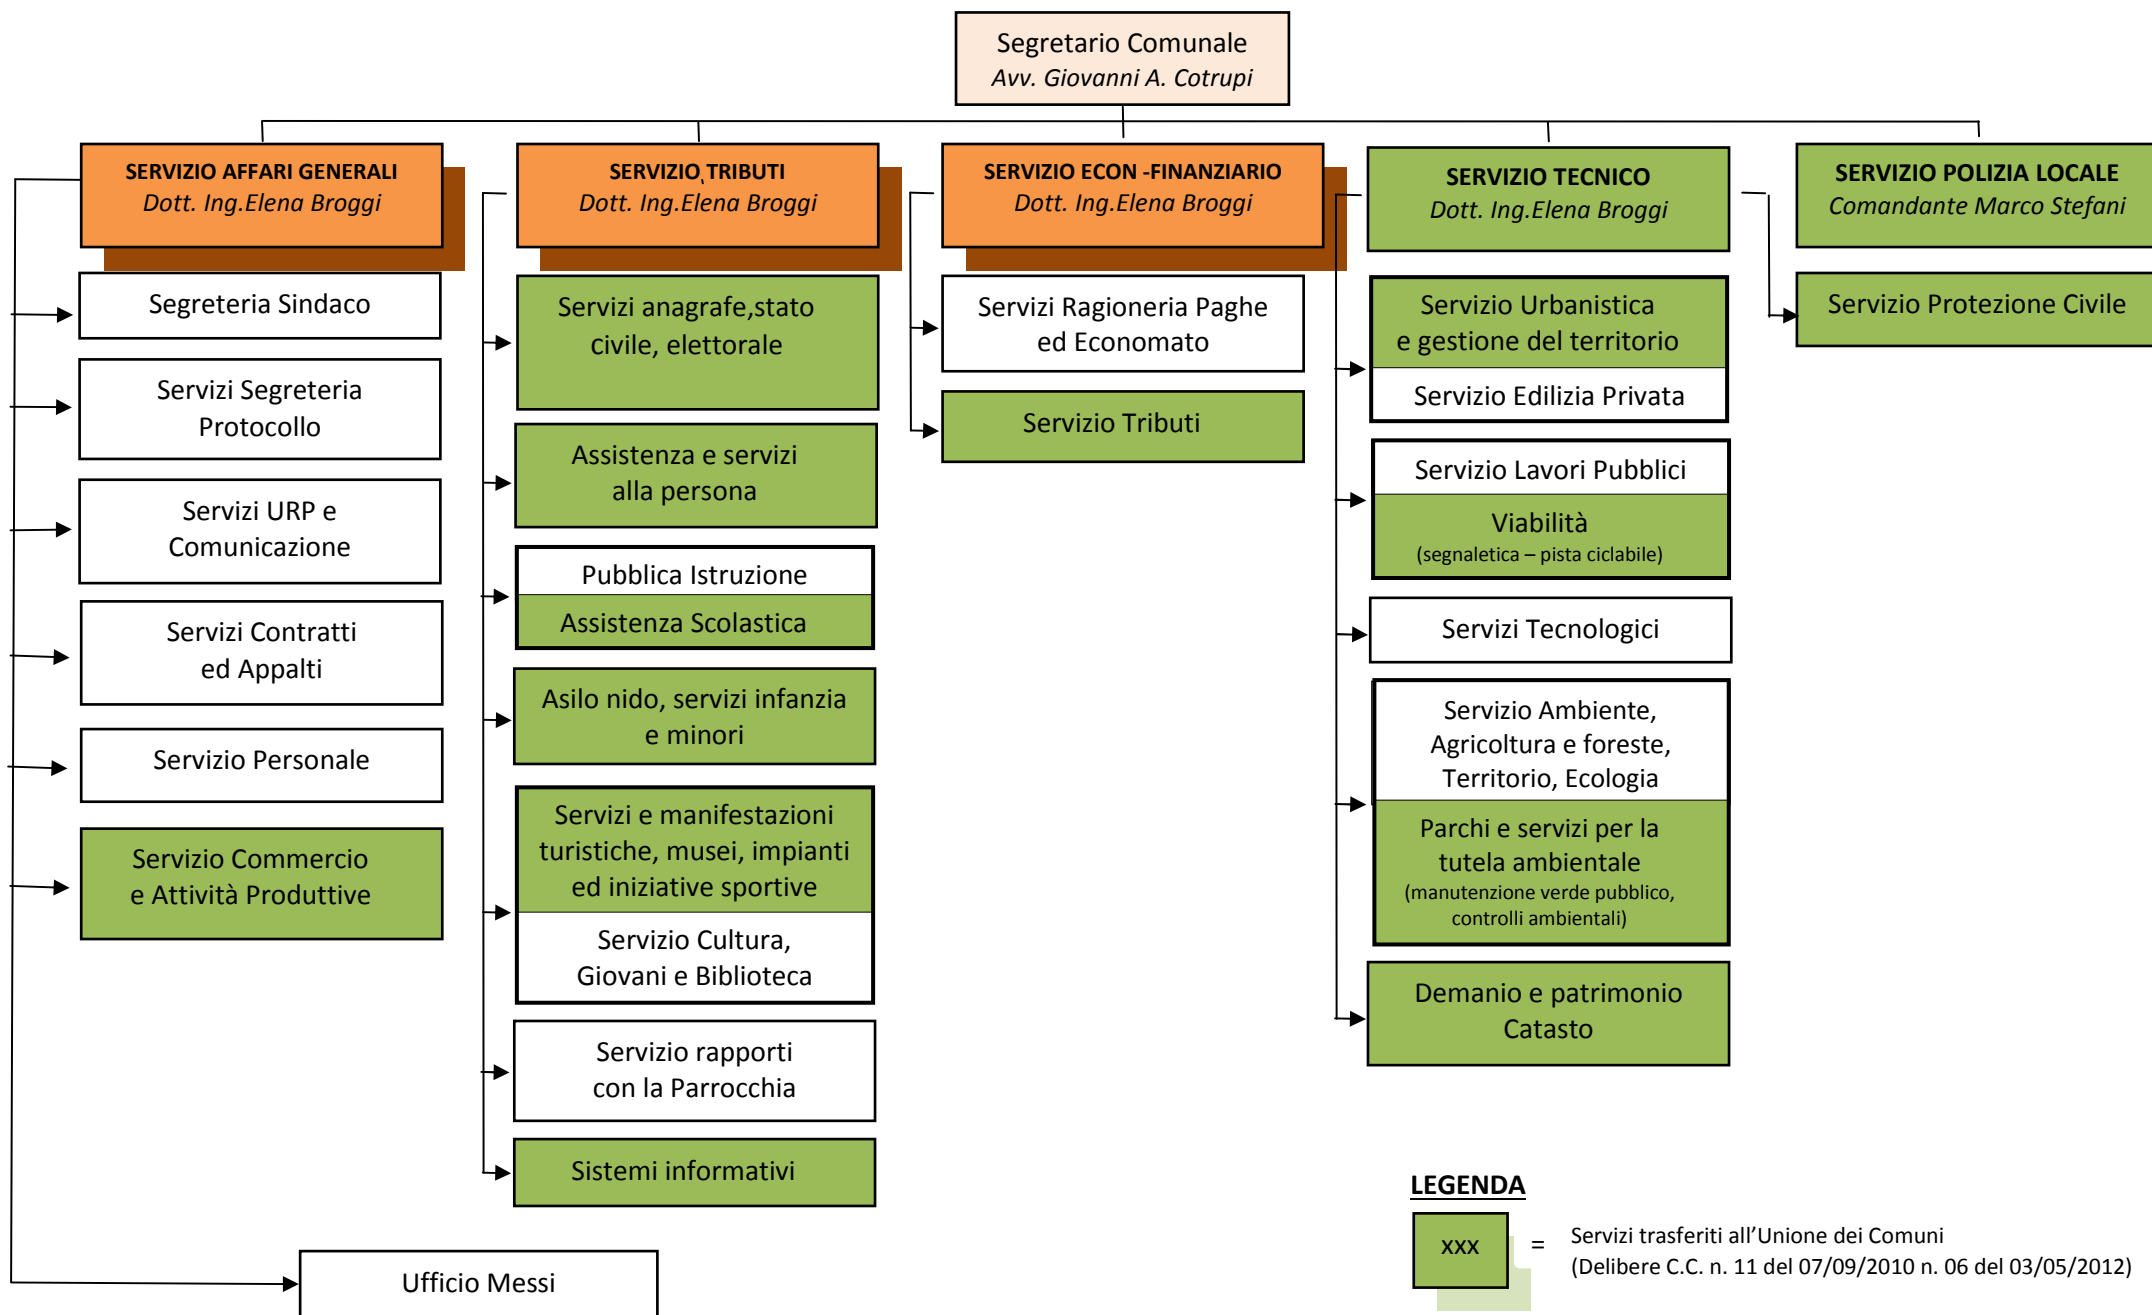 Segretario Comunale
Avv. Giovanni A. Cotrupi
SERVIZIO AFFARI GENERALI
Dott. Ing.Elena Broggi
Segreteria Sindaco
Servizi Segreteria
Protocollo
Servizi URP e
Comunicazione
Servizi Contratti
ed Appalti
Servizio Personale
Servizio Commercio
e Attività Produttive
Ufficio Messi
SERVIZIO TRIBUTI
Dott. Ing.Elena Broggi
Servizi anagrafe,stato
civile, elettorale
Assistenza e servizi
alla persona
Pubblica Istruzione
Assistenza Scolastica
Asilo nido, servizi infanzia
e minori
Servizi e manifestazioni
turistiche, musei, impianti
ed iniziative sportive
Servizio Cultura,
Giovani e Biblioteca
Servizio rapporti
con la Parrocchia
Sistemi informativi
SERVIZIO ECON -FINANZIARIO
Dott. Ing.Elena Broggi
Servizi Ragioneria Paghe
ed Economato
Servizio Tributi
SERVIZIO TECNICO
Dott. Ing.Elena Broggi
Servizio Urbanistica
e gestione del territorio
Servizio Edilizia Privata
Servizio Lavori Pubblici
Viabilità
(segnaletica – pista ciclabile)
Servizi Tecnologici
Servizio Ambiente,
Agricoltura e foreste,
Territorio, Ecologia
Parchi e servizi per la
tutela ambientale
(manutenzione verde pubblico,
controlli ambientali)
Demanio e patrimonio
Catasto
SERVIZIO POLIZIA LOCALE
Comandante Marco Stefani
Servizio Protezione Civile
LEGENDA
xxx = Servizi trasferiti all’Unione dei Comuni
(Delibere C.C. n. 11 del 07/09/2010 n. 06 del 03/05/2012)